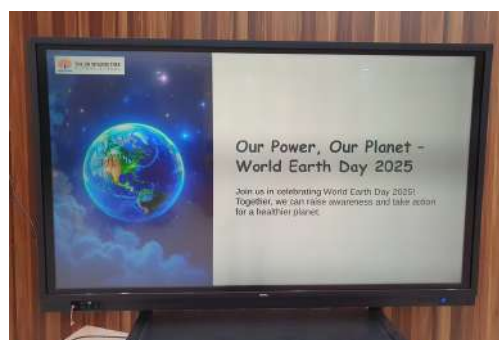 Our Power, Our Planet –
World Earth Day 2025
Join us in celebrating World Earth Day 2025!
Together, we can raise awareness and take action
for a healthier planet.